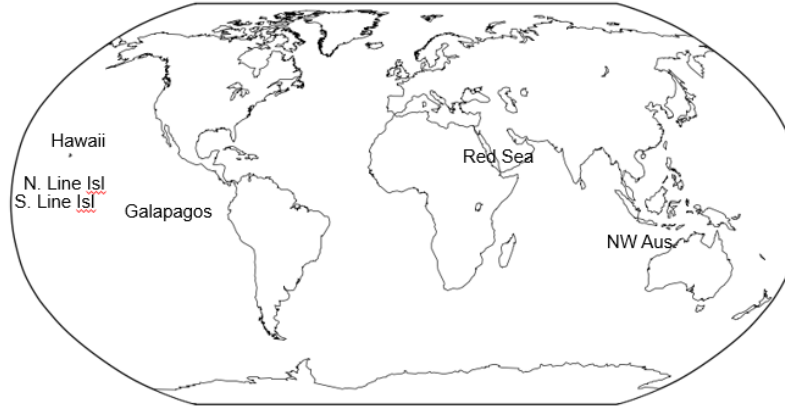 Hawaii
Red Sea
N. Line Isl
S. Line Isl
Galapagos
NW Aus.